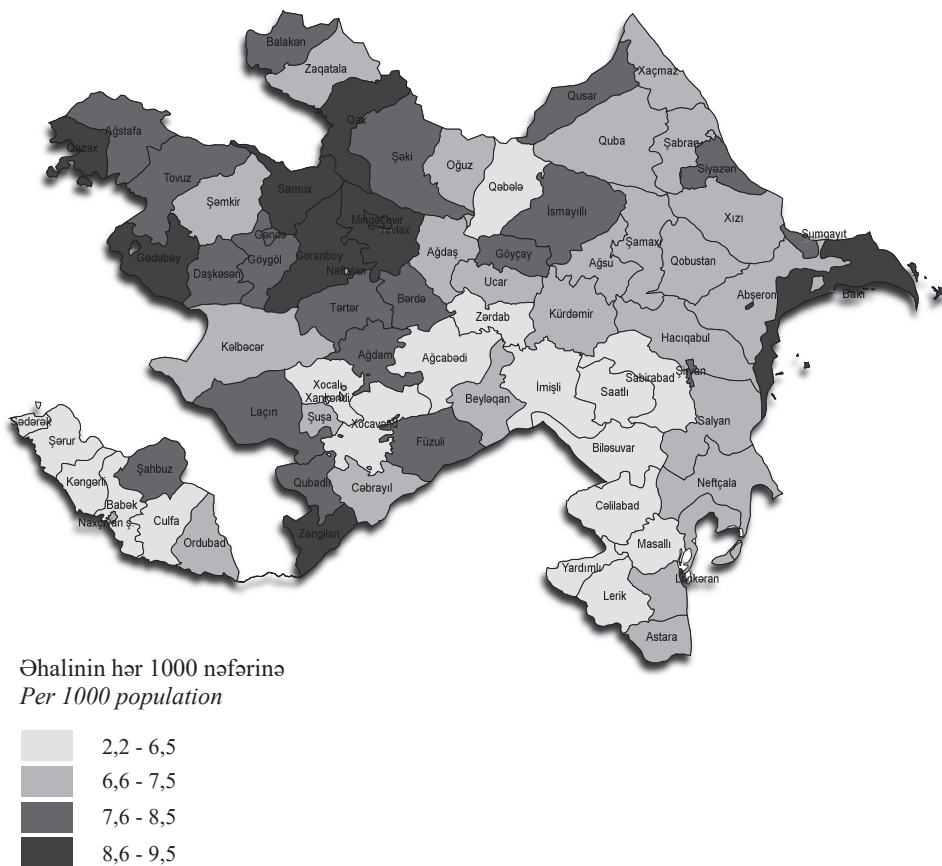 Balakən
Zaqatala
Xaçmaz
Qax
Qusar
Ağstafa
Qazax
Quba
Şabran
Şəki
Oğuz
Siyəzən
Tovuz
Qəbələ
Samux
Şəmkir
İsmayıllı
Xızı
Mingəçevir
Yevlax
Gəncə
Şamaxı
Sumqayıt
Gədəbəy
Goranboy
Ağdaş
Göyçay
Göygöl
Qobustan
Ağsu
Daşkəsən
Naftalan
Ucar
Abşeron
Bakı
Bərdə
Tərtər
Zərdab
Kürdəmir
Hacıqabul
Kəlbəcər
Ağdam
Ağcabədi
Şirvan
Sabirabad
Xocalı
Xankəndi
İmişli
Saatlı
Beyləqan
Laçın
Şuşa
Xocavənd
Salyan
Sədərək
Şərur
Füzuli
Biləsuvar
Şahbuz
Kəngərli
Qubadlı
Cəbrayıl
Neftçala
Babək
Cəlilabad
Naxçıvan ş.
Culfa
Zəngilan
Ordubad
Masallı
Yardımlı
Lənkəran
Lerik
Astara
Əhalinin hər 1000 nəfərinə
Per 1000 population
2,2 - 6,5
6,6 - 7,5
7,6 - 8,5
8,6 - 9,5